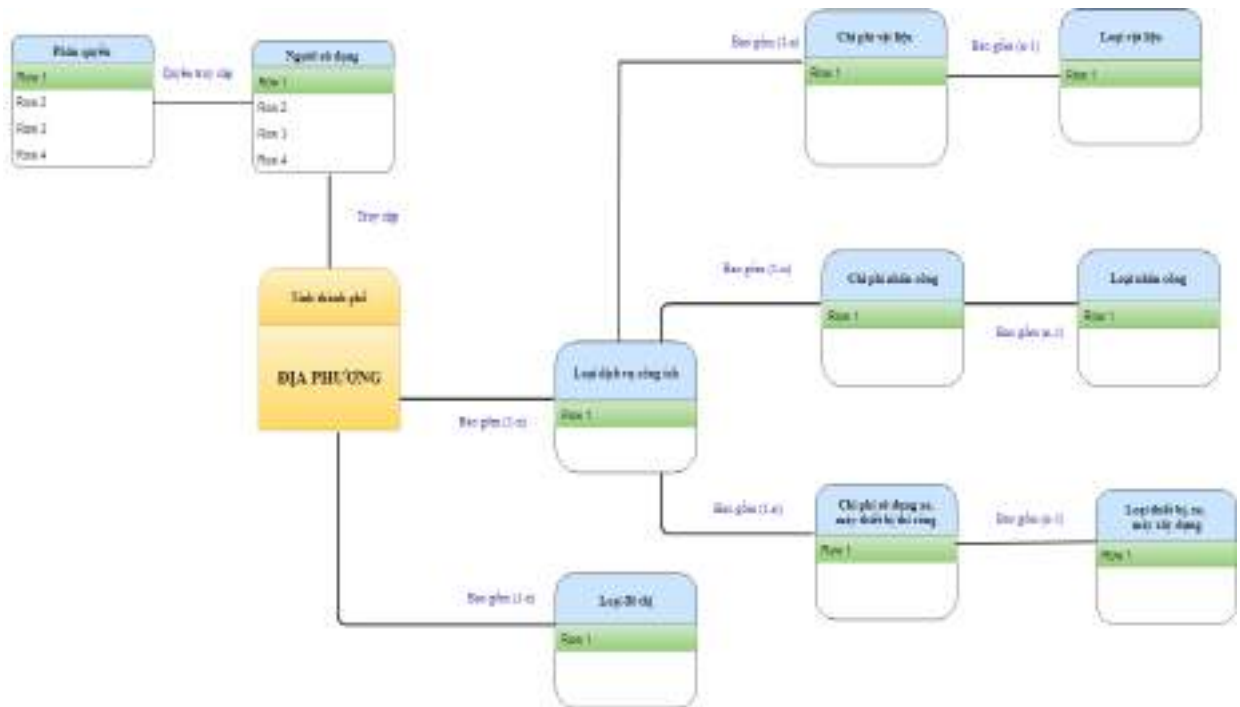 Phân quyền
Row 1
Row 2
Row 3
Row 4
Quyền truy cập
Người sử dụng
Row 1
Row 2
Row 3
Row 4
Truy cập
Tỉnh thành phố
ĐỊA PHƯƠNG
Bao gồm (1-n)
Loại dịch vụ công ích
Row 1
Bao gồm (1-n)
Loại đô thị
Row 1
Bao gồm (1-n)
Chi phí vật liệu
Row 1
Bao gồm (n-1)
Loại vật liệu
Row 1
Bao gồm (1-n)
Chi phí nhân công
Row 1
Bao gồm (n-1)
Loại nhân công
Row 1
Bao gồm (1-n)
Chi phí sử dụng xe,
máy thiết bị thi công
Row 1
Bao gồm (n-1)
Loại thiết bị, xe,
máy xây dựng
Row 1